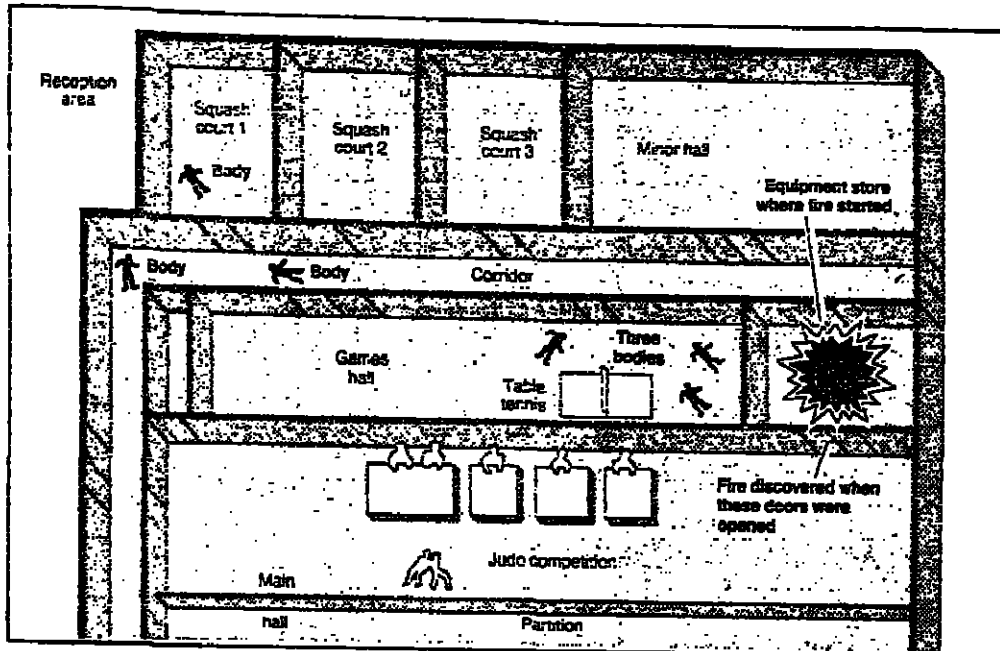 Reception
area
Squash
court 1
Body
Squash
court 2
Squash
court 3
Minor hall
Equipment store
where fire started
Body
Body
Corridor
Games
hall
Three
bodies
Table
tennis
Fire discovered when
these doors were
opened
Judo competition
Main
hall
Partition